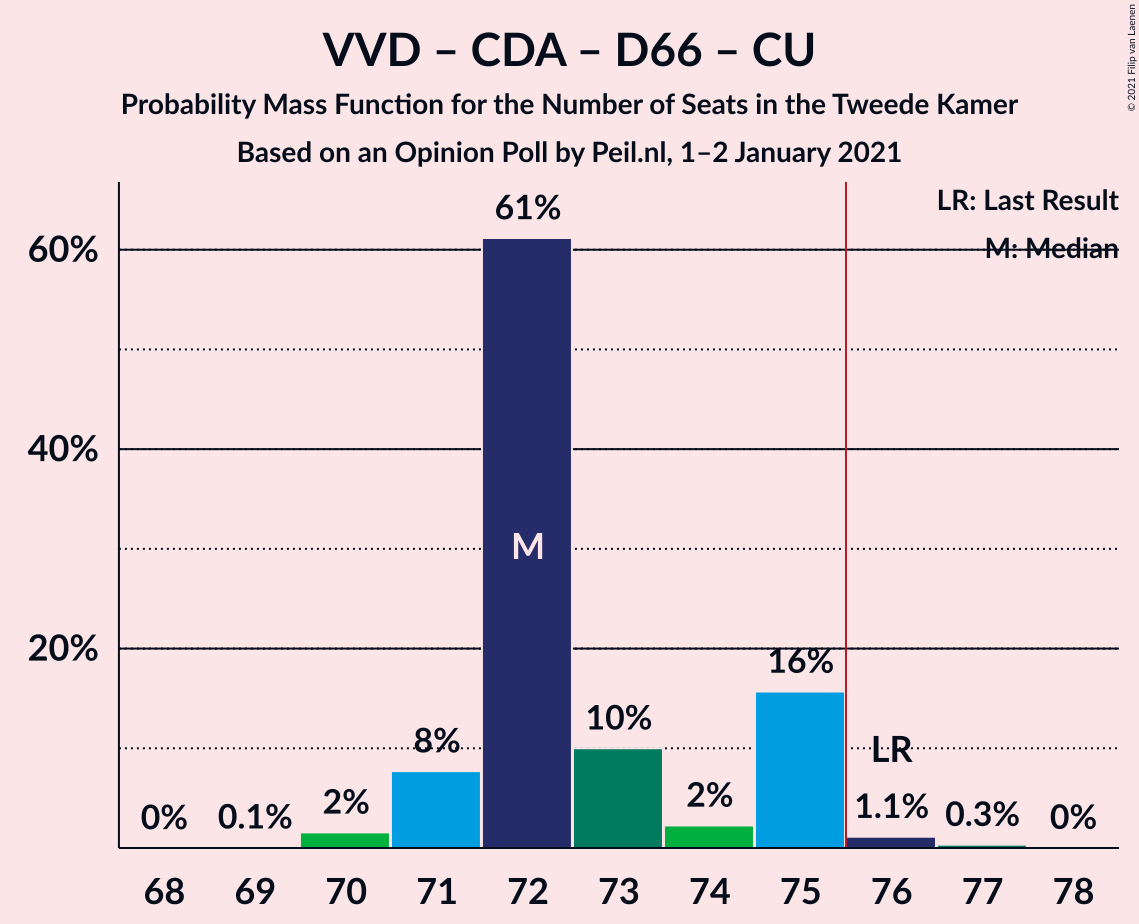 VVD – CDA – D66 – CU
Probability Mass Function for the Number of Seats in the Tweede Kamer
Based on an Opinion Poll by Peil.nl, 1–2 January 2021
© 2021 Filip van Laenen
LR: Last Result
M: Median
60%
40%
20%
0%
0.1%
2%
8%
61%
M
10%
2%
16%
LR
1.1%
0.3%
0%
68 69 70 71 72 73 74 75 76 77 78